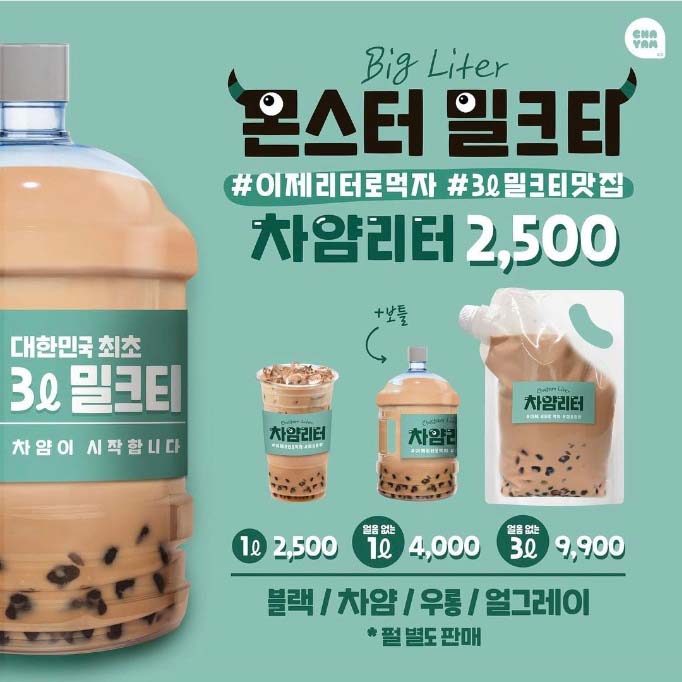 CHA
YAM
Big Liter
몬스터 밀크티
#이제리터로먹자 #3ℓ밀크티맛집
차얌리터 2,500
+보틀
대한민국 최초
3ℓ 밀크티
차얌이 시작합니다
차얌리터
차얌리터
차얌리터
1ℓ 2,500
얼음 없는
1ℓ 4,000
얼음 없는
3ℓ 9,900
블랙 / 차얌 / 우롱 / 얼그레이
* 펄 별도 판매